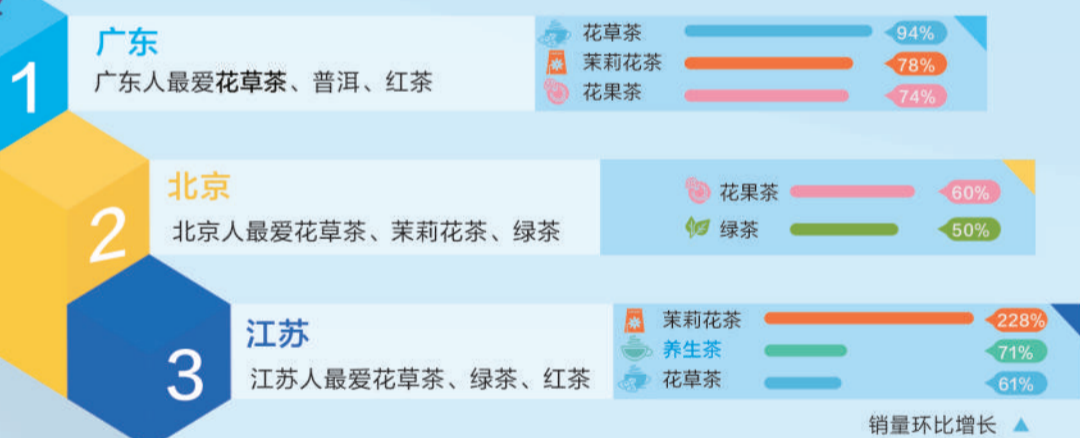 1
广东
广东人最爱花草茶、普洱、红茶
花草茶 94%
茉莉花茶 78%
花果茶 74%
2
北京
北京人最爱花草茶、茉莉花茶、绿茶
花果茶 60%
绿茶 50%
3
江苏
江苏人最爱花草茶、绿茶、红茶
茉莉花茶 228%
养生茶 71%
花草茶 61%
销量环比增长